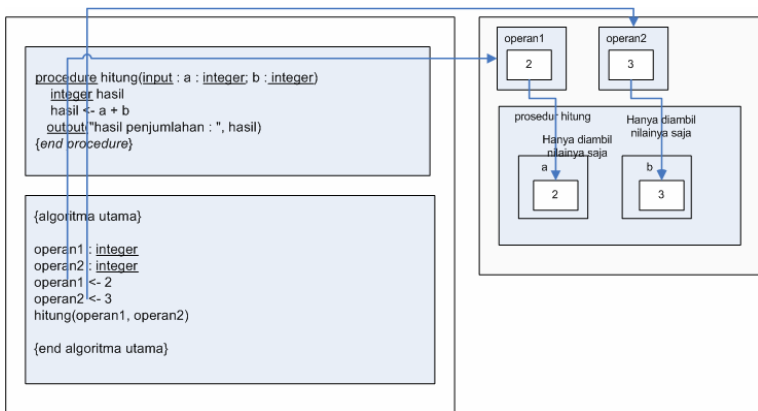 procedure hitung(input : a : integer; b : integer)
integer hasil
hasil <- a + b
output("hasil penjumlahan : ", hasil)
{end procedure}
{algoritma utama}
operan1 : integer
operan2 : integer
operan1 <- 2
operan2 <- 3
hitung(operan1, operan2)
{end algoritma utama}
operan1
2
operan2
3
prosedur hitung
Hanya diambil
nilainya saja
a
2
Hanya diambil
nilainya saja
b
3